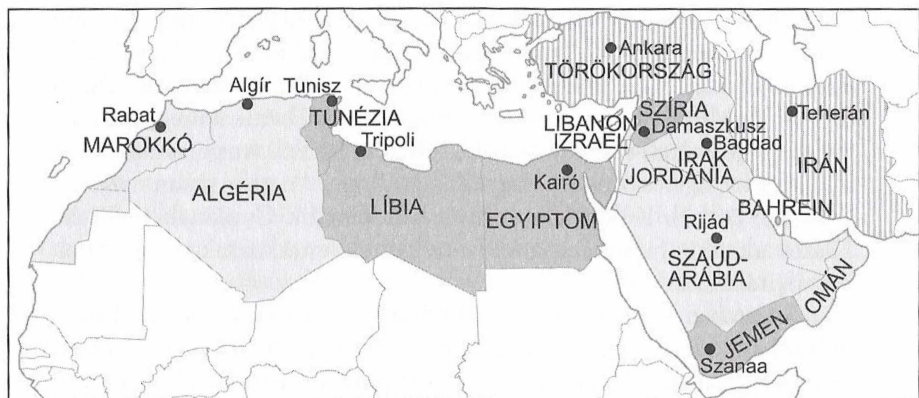 Ankara
TÖRÖKORSZÁG
Algír
Tunisz
Teherán
Rabat
TUNÉZIA
SZÍRIA
MAROKKÓ
Tripoli
LIBANON
Damaszkusz
IZRAEL
Bagdad
IRAK
IRÁN
ALGÉRIA
LÍBIA
Kairó
JORDÁNIA
EGYIPTOM
BAHREIN
Rijád
SZAÚD-
ARÁBIA
OMÁN
JEMEN
Szanaa